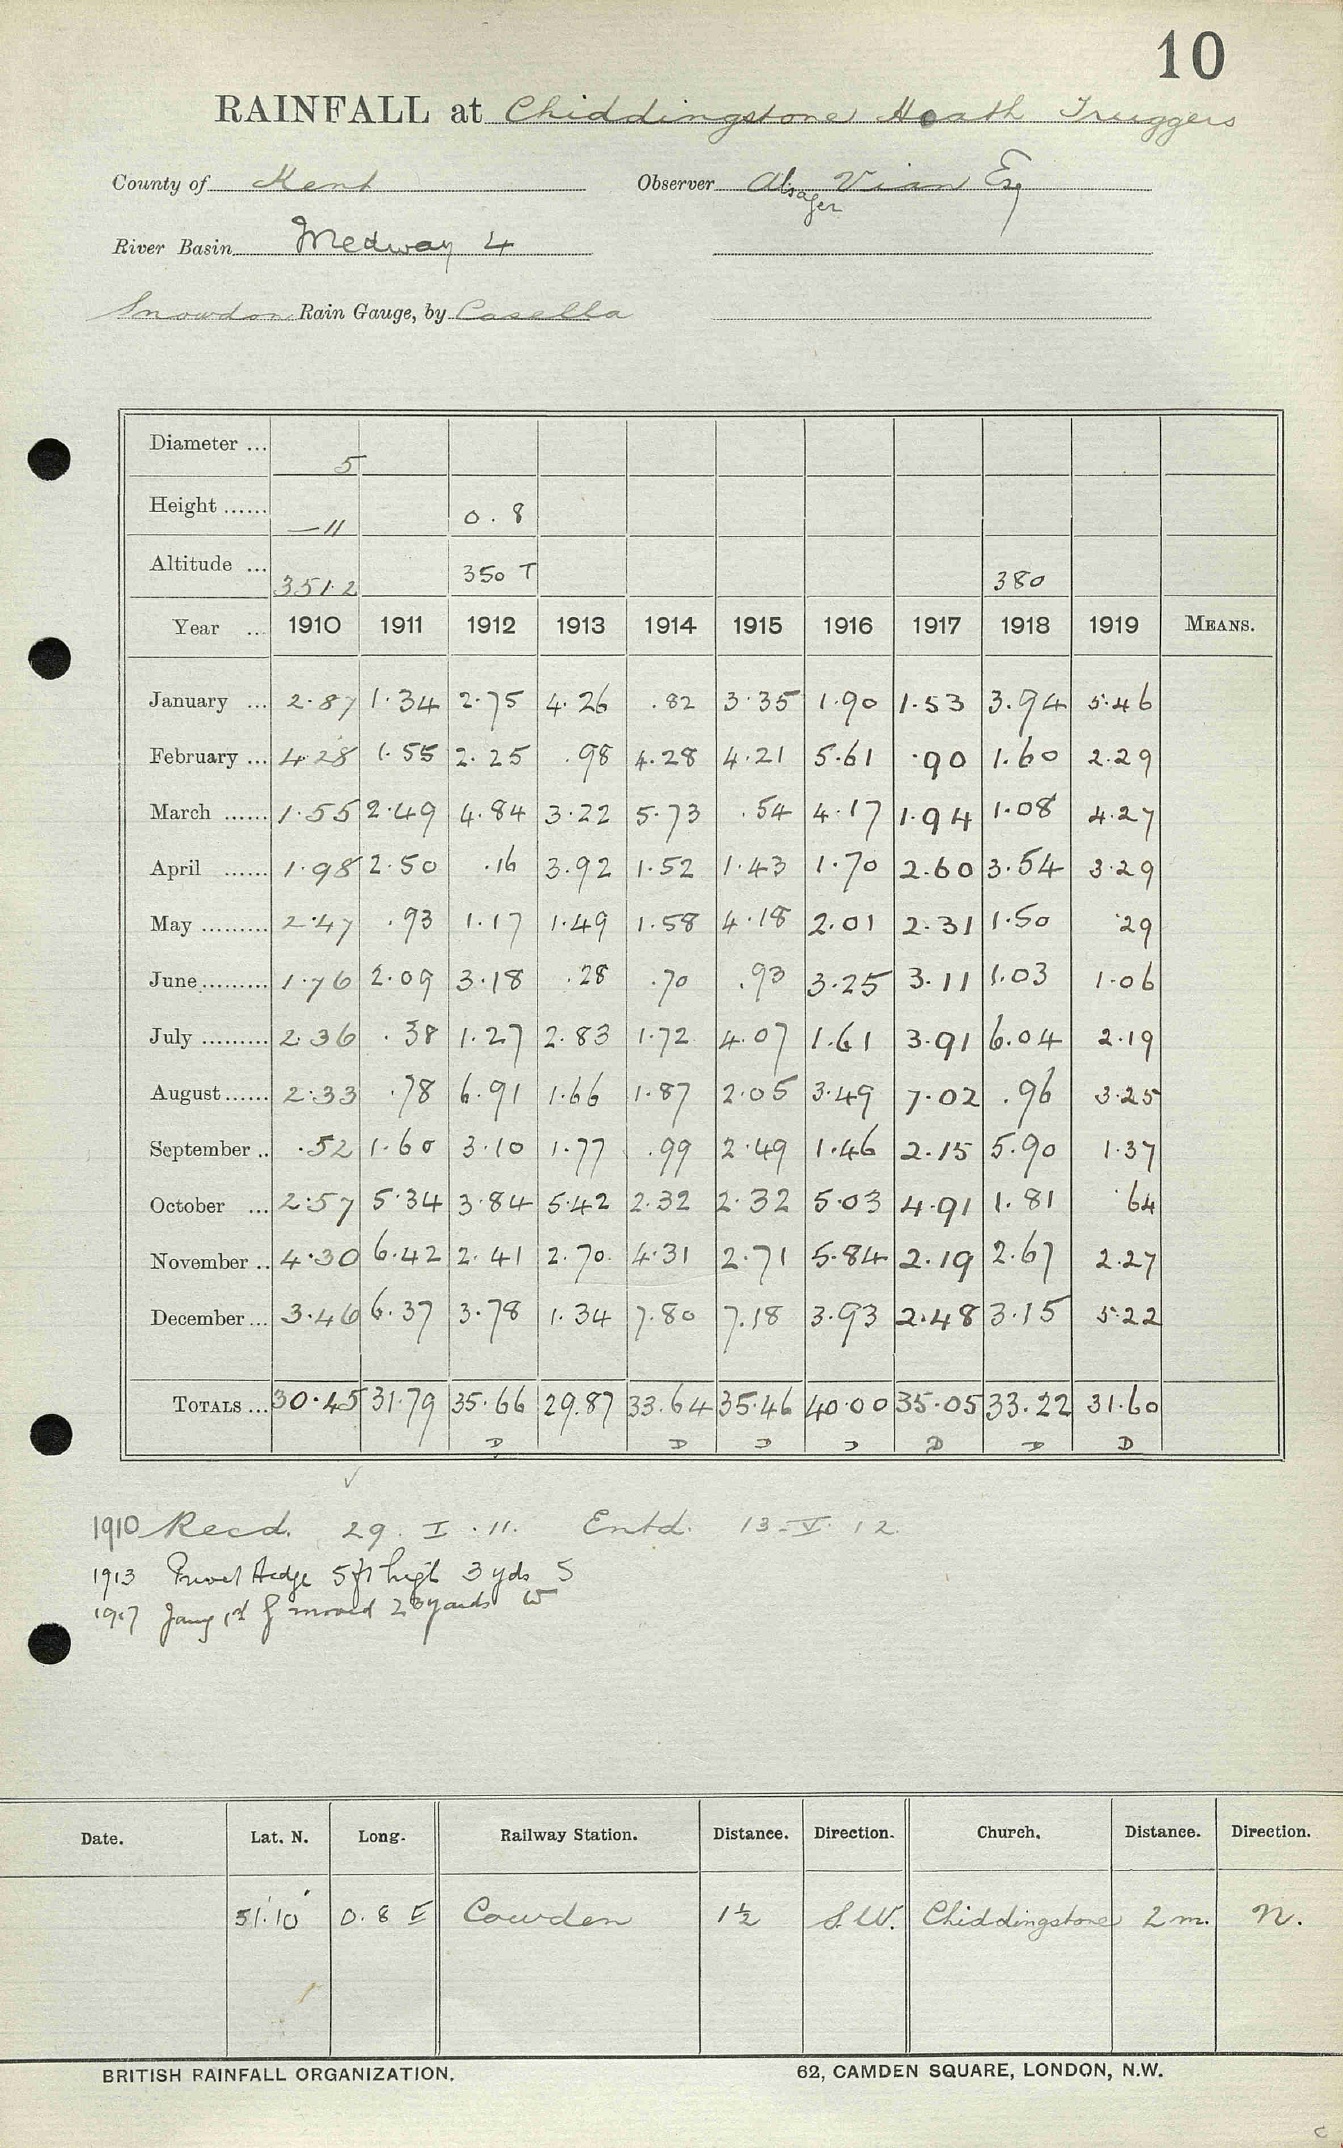 10
RAINFALL at Chiddingstone Hoath Truggers
County of Kent Observer Alsager Vian Esq
River Basin Medway 4
Snowdon Rain Gauge, by Casella
Diameter ... 5
Height ...... —11 0.8
Altitude ... 351.2 350 T 380
Year ... 1910 1911 1912 1913 1914 1915 1916 1917 1918 1919 MEANS.
January ... 2.87 1.34 2.75 4.26 .82 3.35 1.90 1.53 3.94 5.46
February ... 4.28 1.55 2.25 .98 4.28 4.21 5.61 .90 1.60 2.29
March ...... 1.55 2.49 4.84 3.22 5.73 .54 4.17 1.94 1.08 4.27
April ...... 1.98 2.50 .16 3.92 1.52 1.43 1.70 2.60 3.54 3.29
May ......... 2.47 .93 1.17 1.49 1.58 4.18 2.01 2.31 1.50 .29
June ......... 1.76 2.09 3.18 .28 .70 .93 3.25 3.11 1.03 1.06
July ......... 2.36 .38 1.27 2.83 1.72 4.07 1.61 3.91 6.04 2.19
August ...... 2.33 .78 6.91 1.66 1.87 2.05 3.49 7.02 .96 3.25
September .. .52 1.60 3.10 1.77 .99 2.49 1.46 2.15 5.90 1.37
October ... 2.57 5.34 3.84 5.42 2.32 2.32 5.03 4.91 1.81 .64
November .. 4.30 6.42 2.41 2.70 4.31 2.71 5.84 2.19 2.67 2.27
December ... 3.46 6.37 3.78 1.34 7.80 7.18 3.93 2.48 3.15 5.22
TOTALS ... 30.45 31.79 35.66 29.87 33.64 35.46 40.00 35.05 33.22 31.60
D D D D D D D
1910 Recd. 29. I. 11. Entd. 13-V. 12.
1913 Privet Hedge 5ft high 3 yds S
1917 Jany 1st moved 23 yards W
Date. Lat. N. Long. Railway Station. Distance. Direction. Church. Distance. Direction.
51.10 0.8 E Cowden 1½ S.W. Chiddingstone 2 m. N.
BRITISH RAINFALL ORGANIZATION. 62, CAMDEN SQUARE, LONDON, N.W.